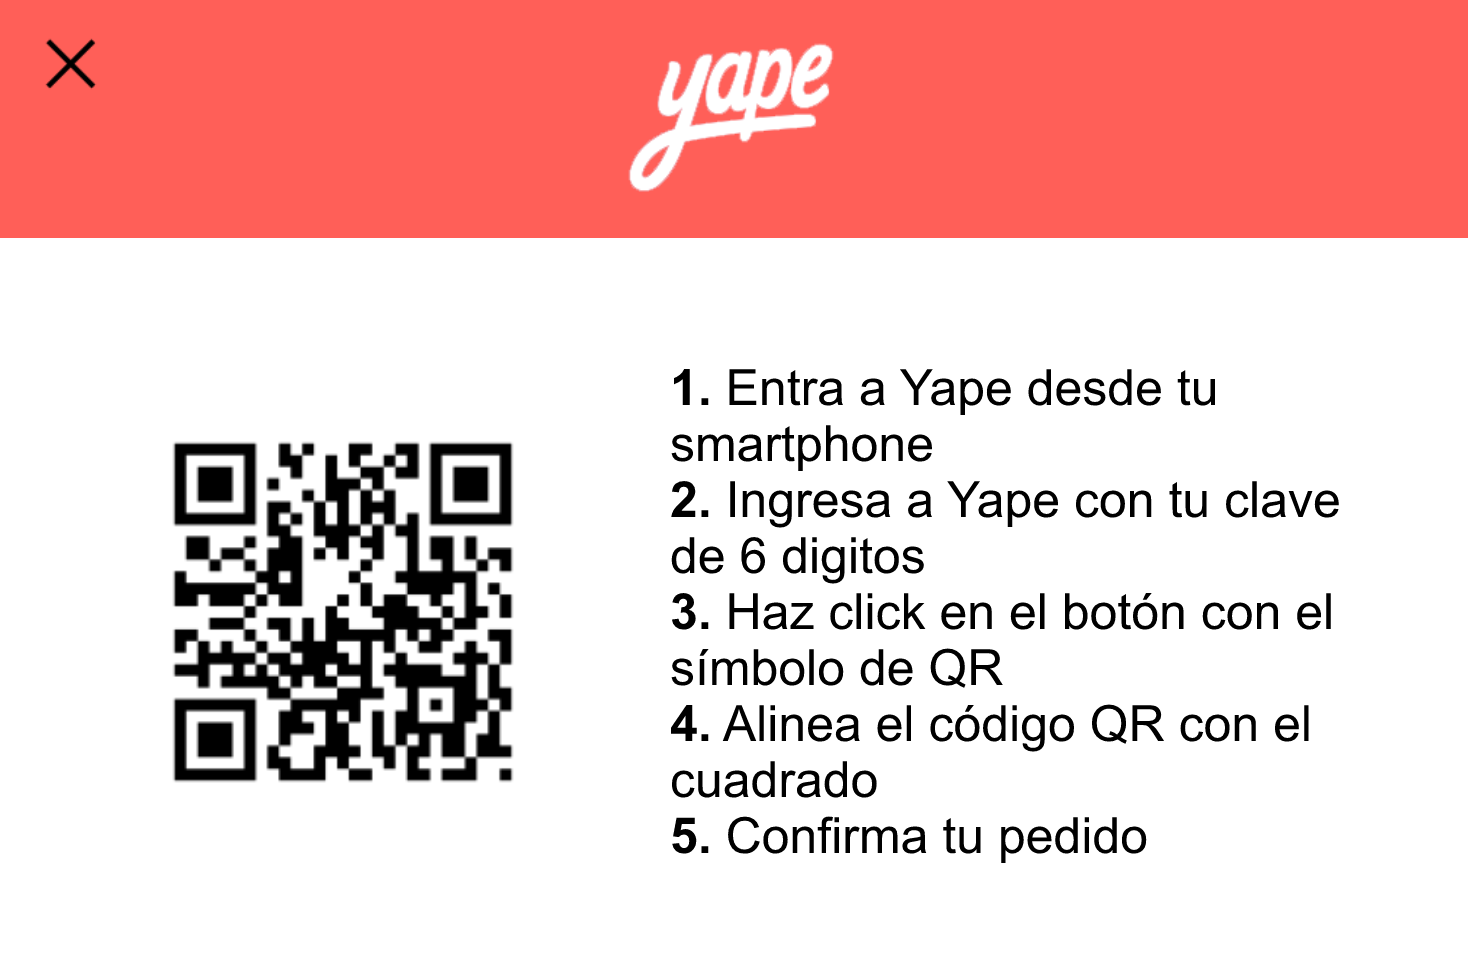 yape
1. Entra a Yape desde tu
smartphone
2. Ingresa a Yape con tu clave
de 6 digitos
3. Haz click en el botón con el
símbolo de QR
4. Alinea el código QR con el
cuadrado
5. Confirma tu pedido